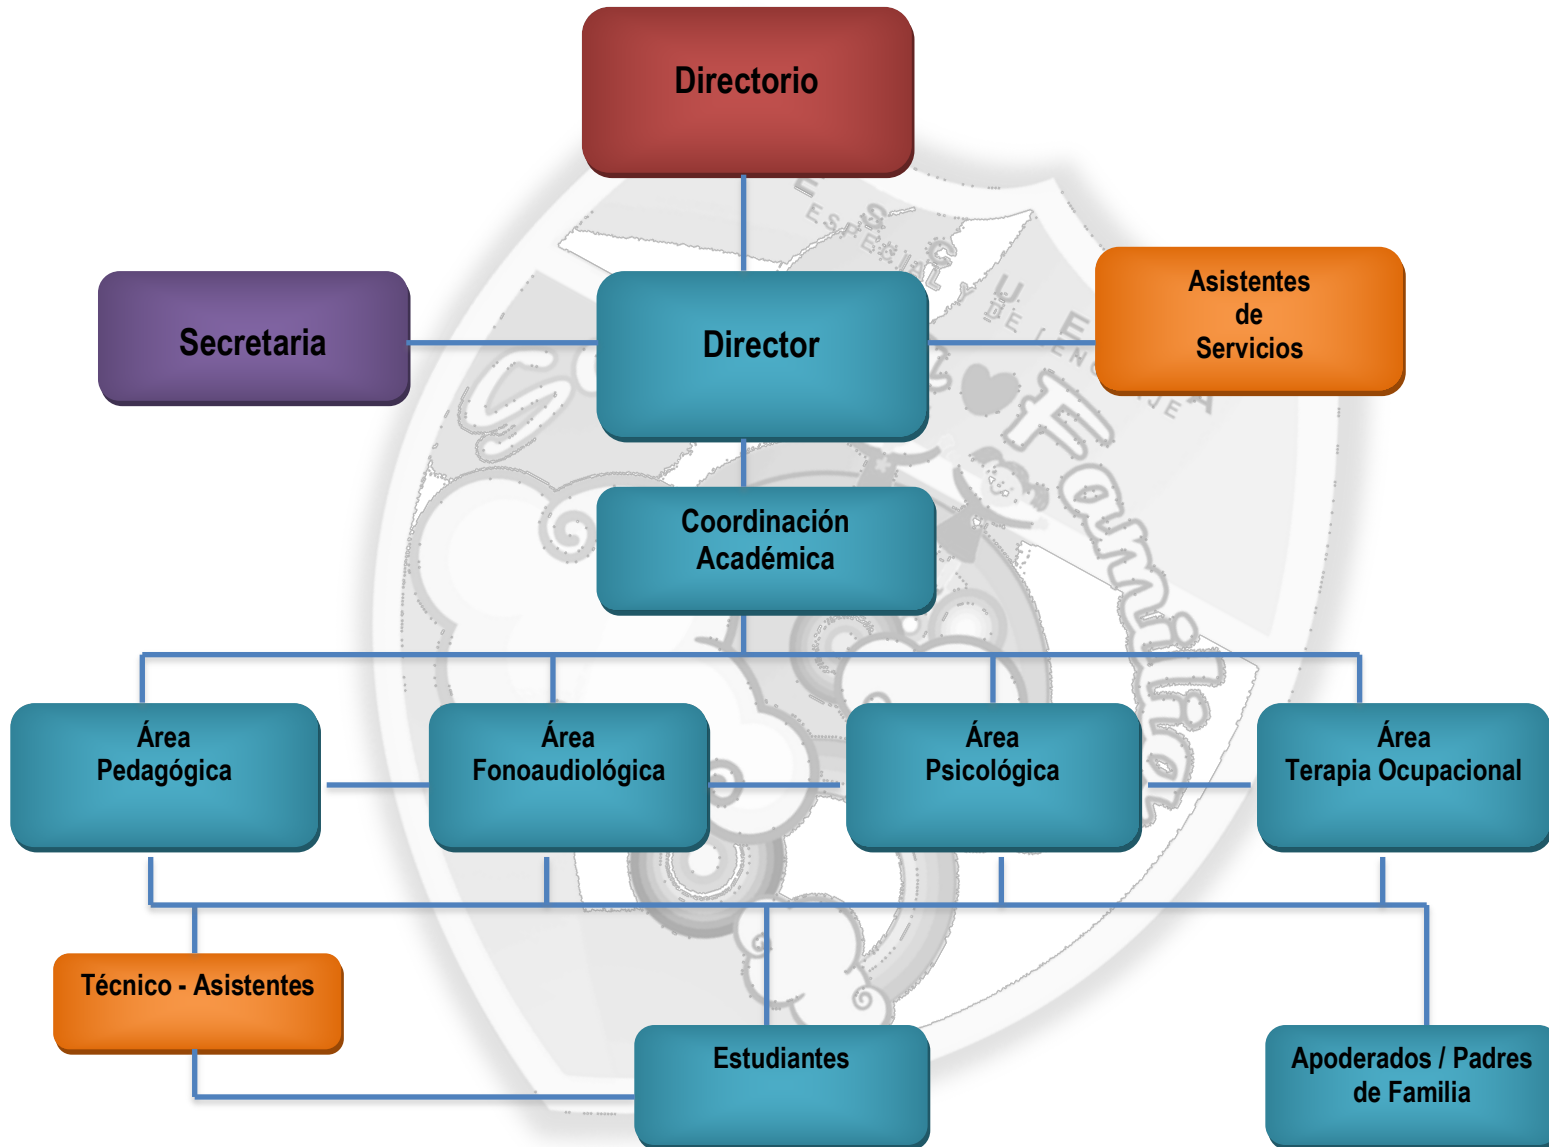 Directorio
Secretaria
Director
Asistentes
de
Servicios
Coordinación
Académica
Área
Pedagógica
Área
Fonoaudiológica
Área
Psicológica
Área
Terapia Ocupacional
Técnico - Asistentes
Estudiantes
Apoderados / Padres
de Familia
Familia